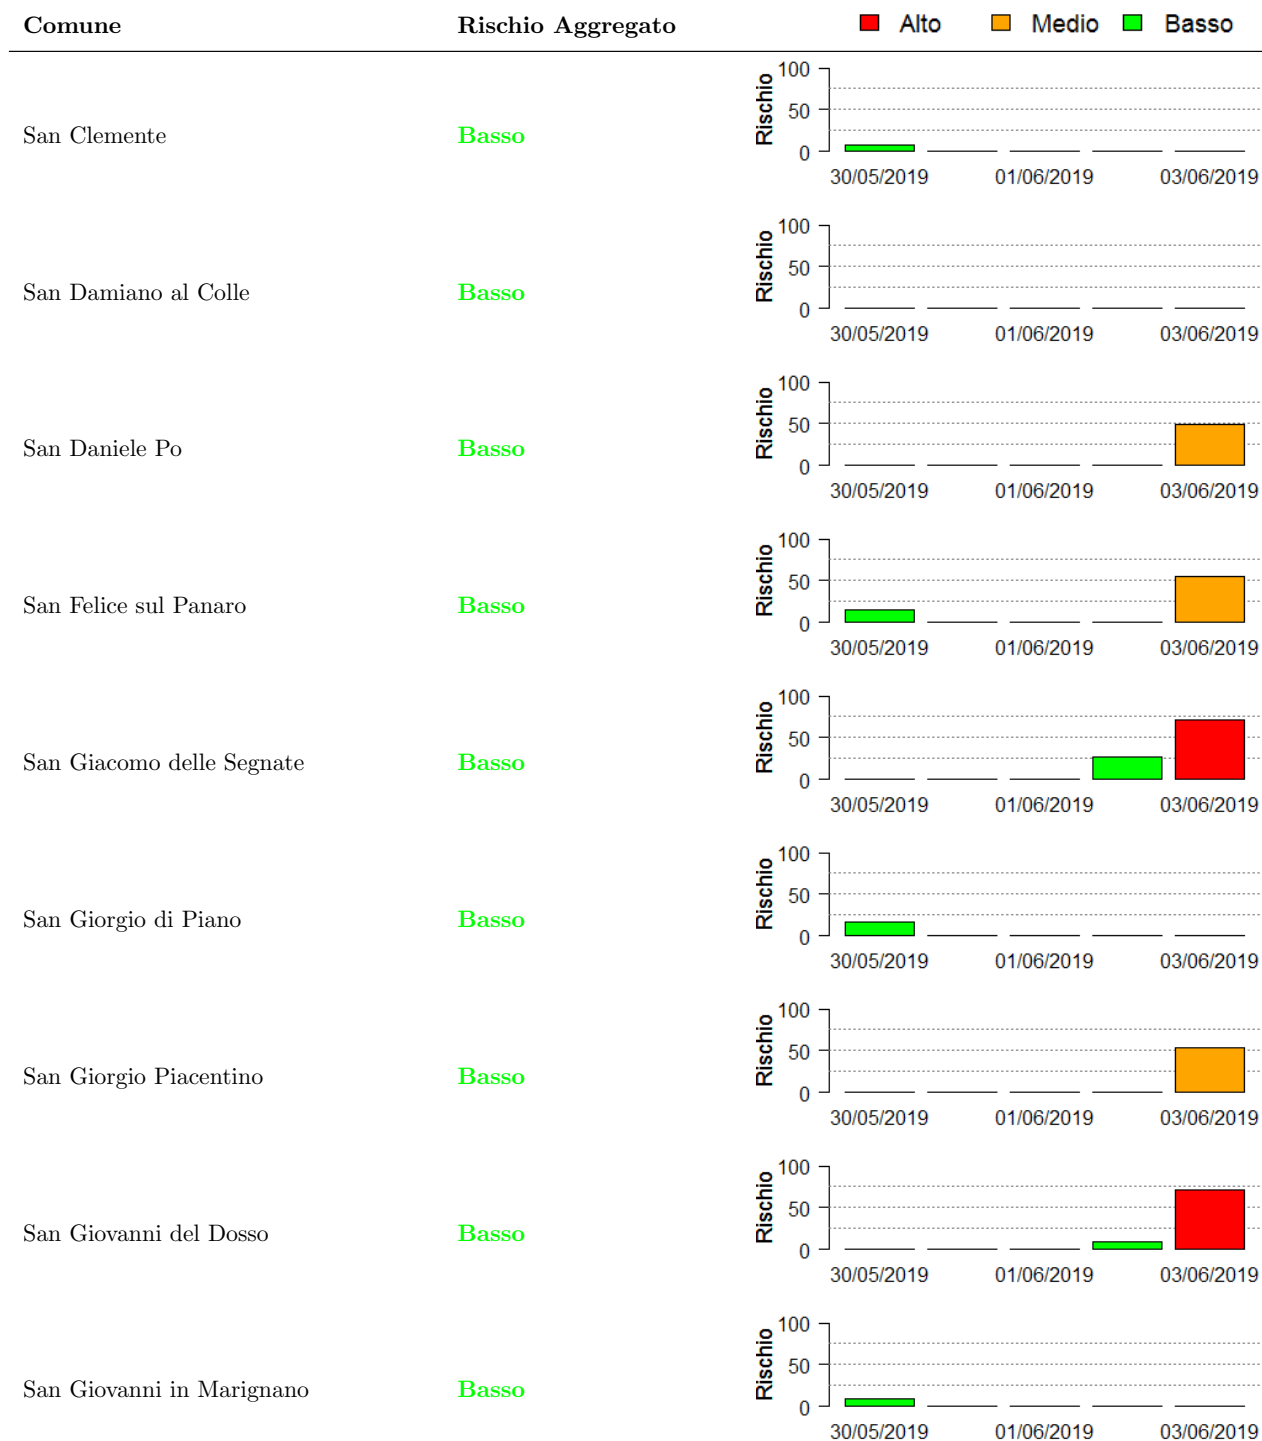 Comune Rischio Aggregato Alto Medio Basso
San Clemente Basso Rischio 100 50 0
30/05/2019 01/06/2019 03/06/2019
San Damiano al Colle Basso Rischio 100 50 0
30/05/2019 01/06/2019 03/06/2019
San Daniele Po Basso Rischio 100 50 0
30/05/2019 01/06/2019 03/06/2019
San Felice sul Panaro Basso Rischio 100 50 0
30/05/2019 01/06/2019 03/06/2019
San Giacomo delle Segnate Basso Rischio 100 50 0
30/05/2019 01/06/2019 03/06/2019
San Giorgio di Piano Basso Rischio 100 50 0
30/05/2019 01/06/2019 03/06/2019
San Giorgio Piacentino Basso Rischio 100 50 0
30/05/2019 01/06/2019 03/06/2019
San Giovanni del Dosso Basso Rischio 100 50 0
30/05/2019 01/06/2019 03/06/2019
San Giovanni in Marignano Basso Rischio 100 50 0
30/05/2019 01/06/2019 03/06/2019